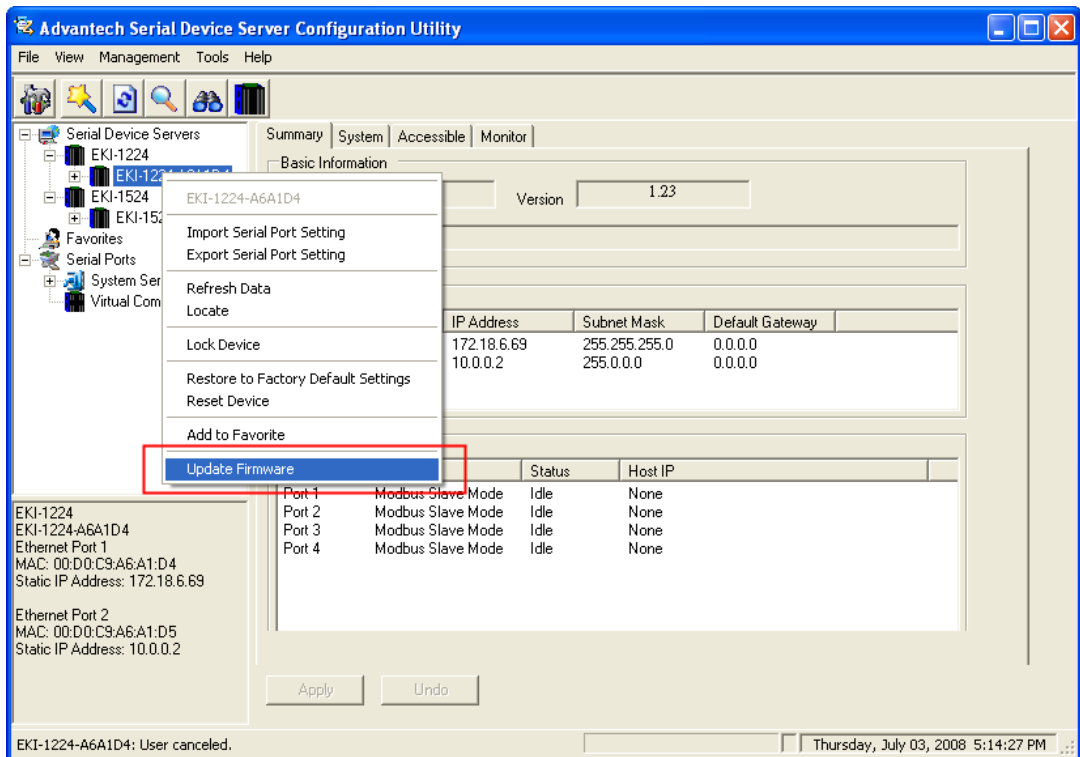 Advantech Serial Device Server Configuration Utility
File View Management Tools Help
Serial Device Servers
EKI-1224
EKI-1224-A6A1D4
EKI-1524
EKI-152
Favorites
Serial Ports
System Ser
Virtual Com
Summary System Accessible Monitor
Basic Information
Version 1.23
EKI-1224-A6A1D4
Import Serial Port Setting
Export Serial Port Setting
Refresh Data
Locate
Lock Device
Restore to Factory Default Settings
Reset Device
Add to Favorite
Update Firmware
IP Address Subnet Mask Default Gateway
172.18.6.69 255.255.255.0 0.0.0.0
10.0.0.2 255.0.0.0 0.0.0.0
Status Host IP
Port 1 Modbus Slave Mode Idle None
Port 2 Modbus Slave Mode Idle None
Port 3 Modbus Slave Mode Idle None
Port 4 Modbus Slave Mode Idle None
EKI-1224
EKI-1224-A6A1D4
Ethernet Port 1
MAC: 00:D0:C9:A6:A1:D4
Static IP Address: 172.18.6.69
Ethernet Port 2
MAC: 00:D0:C9:A6:A1:D5
Static IP Address: 10.0.0.2
Apply Undo
EKI-1224-A6A1D4: User canceled.
Thursday, July 03, 2008 5:14:27 PM